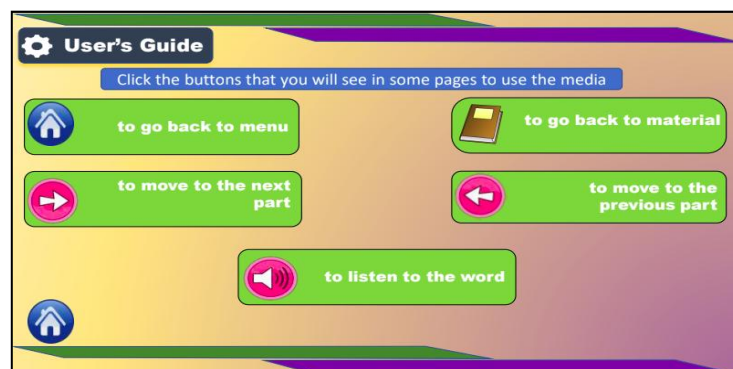 User's Guide
Click the buttons that you will see in some pages to use the media
to go back to menu
to go back to material
to move to the next
part
to move to the
previous part
to listen to the word